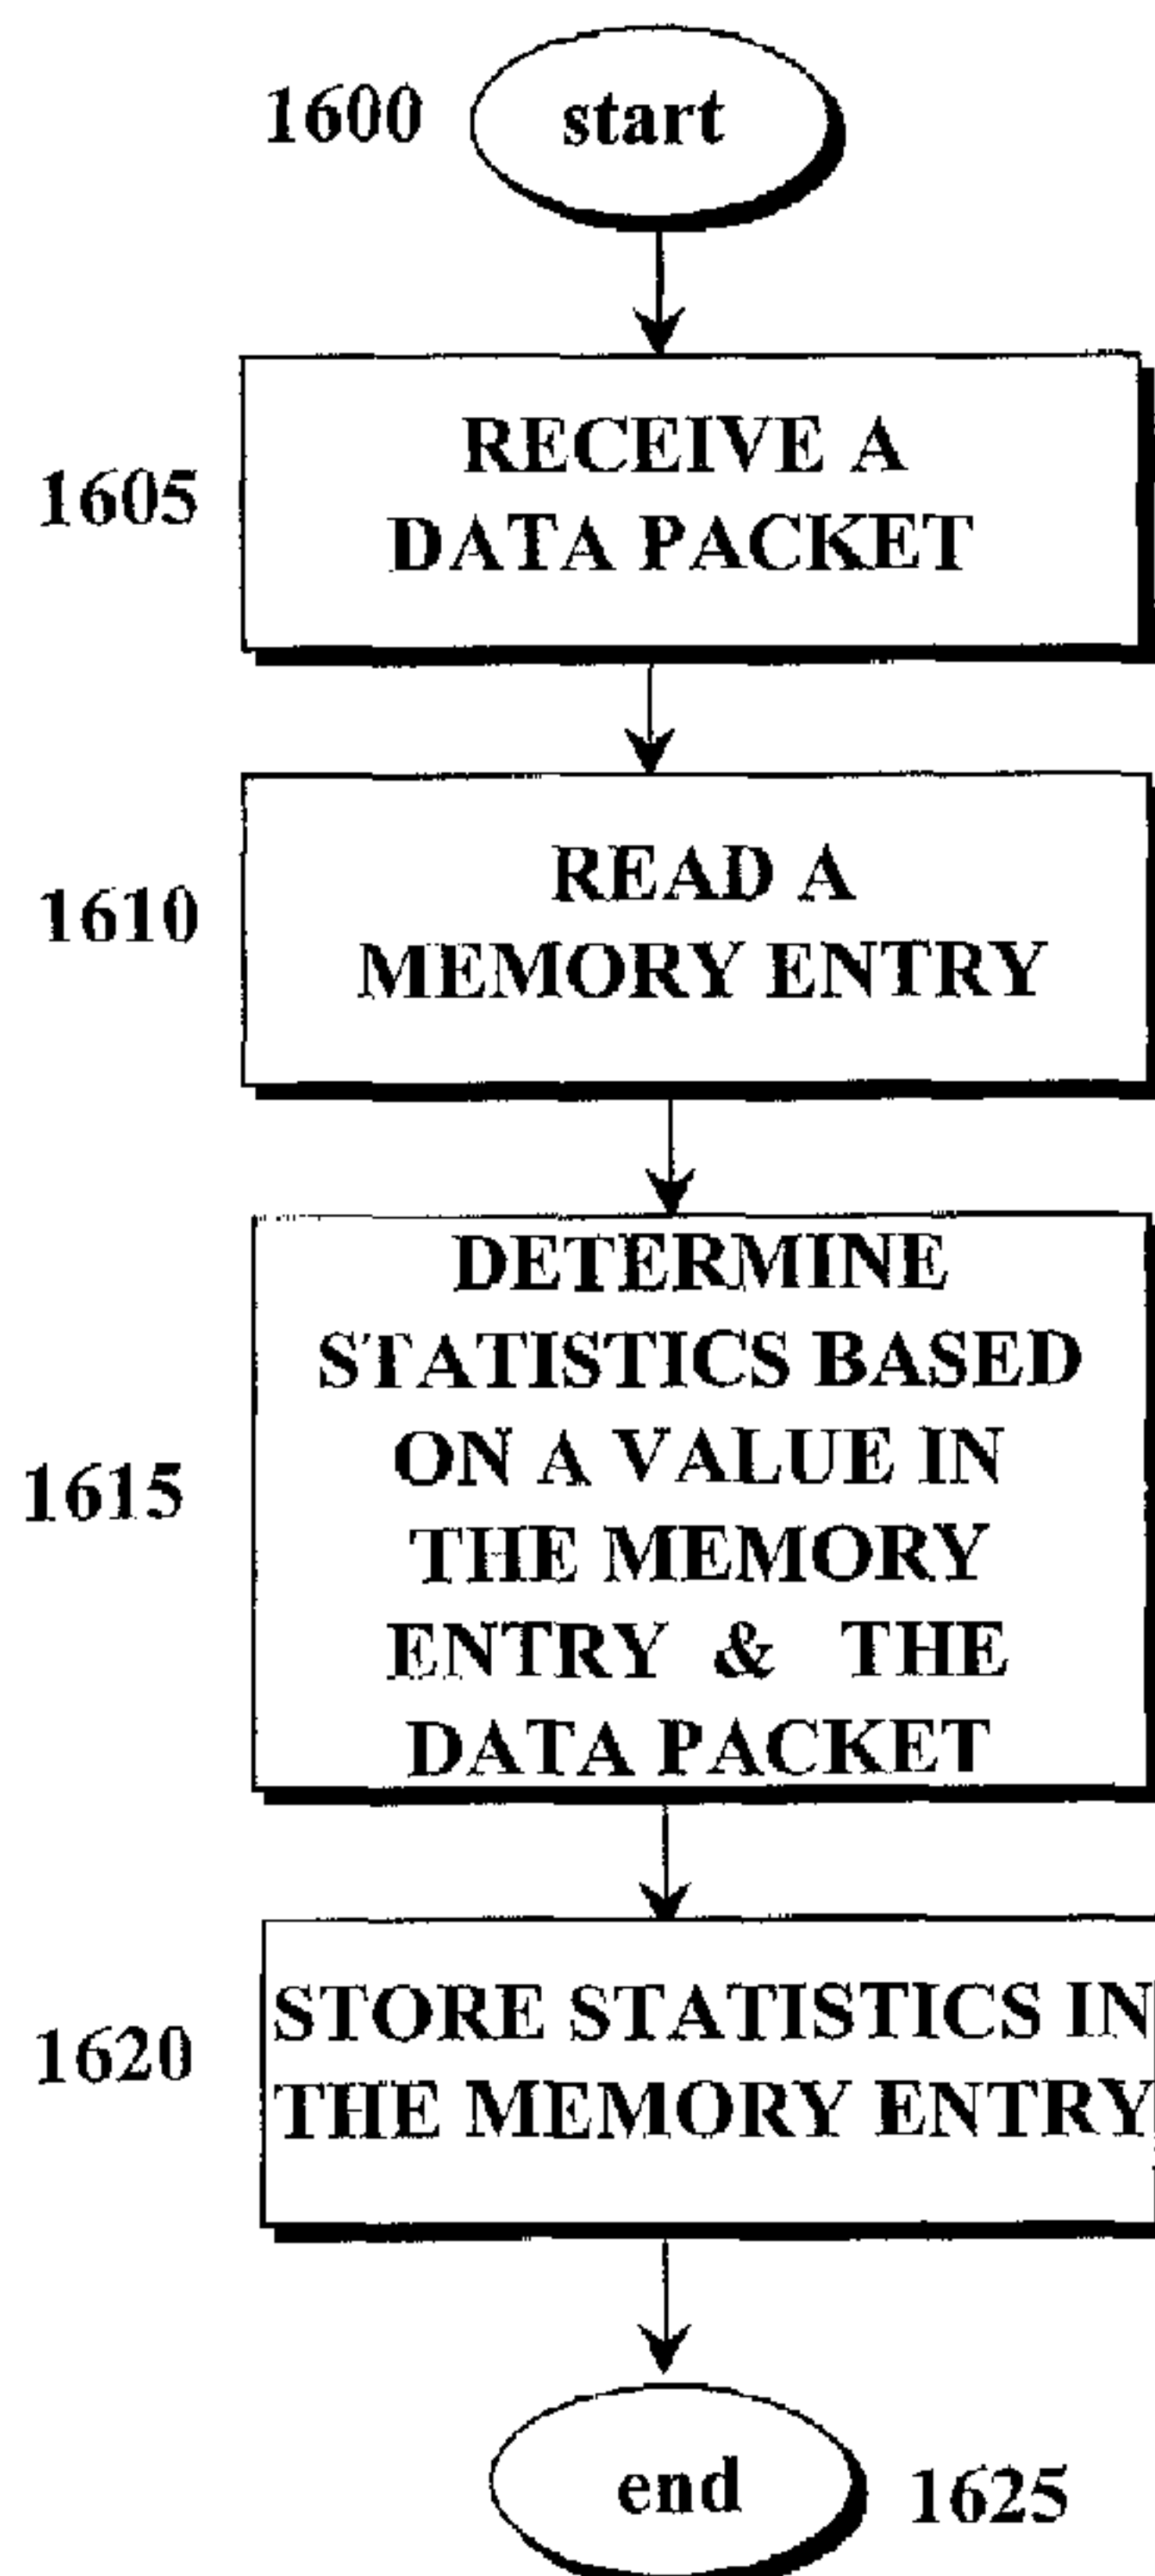 1600 start
RECEIVE A
1605
DATA PACKET
READ A
1610
MEMORY ENTRY
DETERMINE
STATISTICS BASED
ON A VALUE IN
1615
THE MEMORY
ENTRY & THE
DATA PACKET
STORE STATISTICS IN
1620
THE MEMORY ENTRY
end 1625